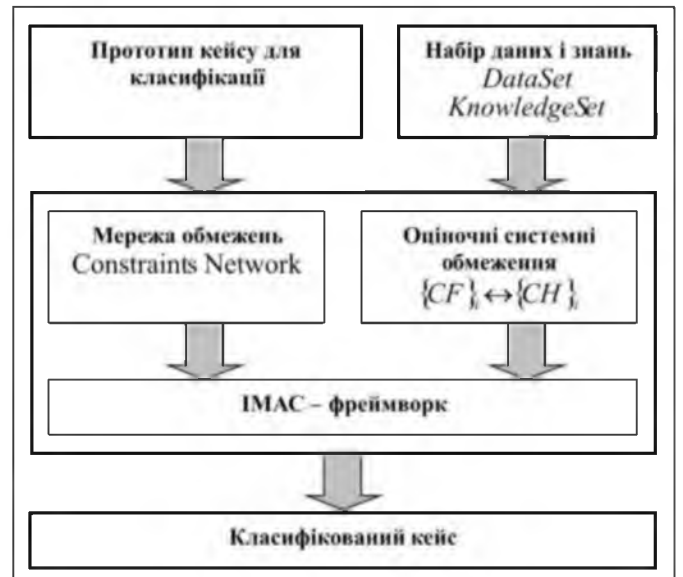 Прототип кейсу для
класифікації
Набір даних і знань
DataSet
KnowledgeSet
Мережа обмежень
Constraints Network
Оціночні системні
обмеження
{CF}ᵢ ↔ {CH}ᵢ
ІМАС – фреймворк
Класифікований кейс